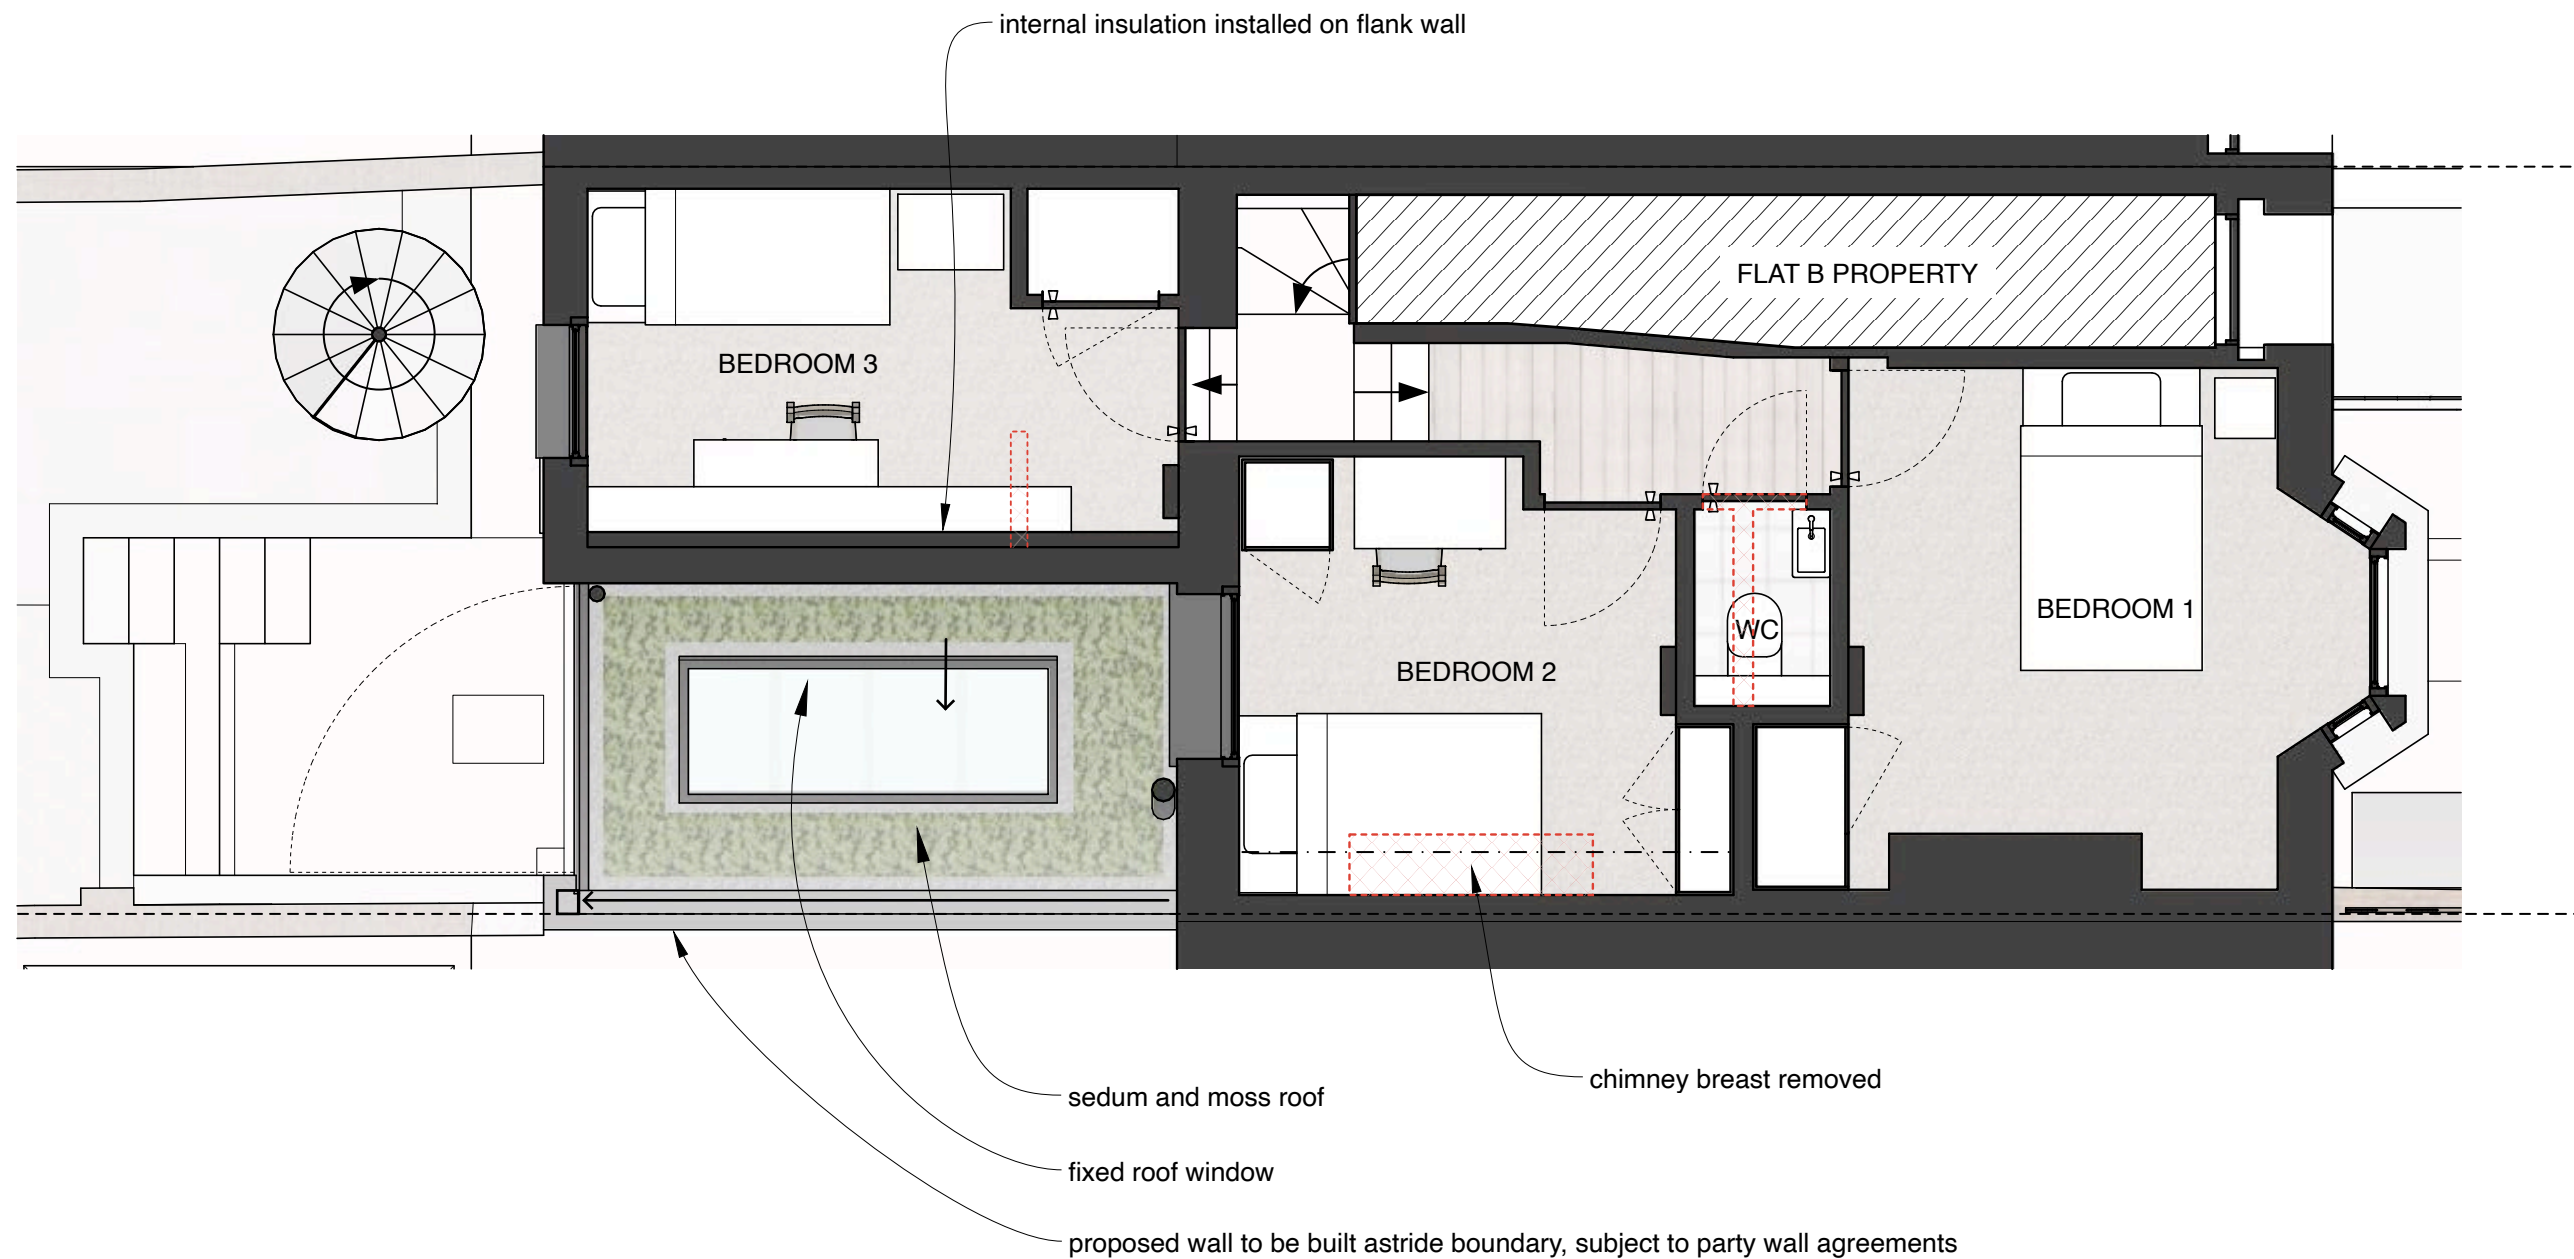 internal insulation installed on flank wall
FLAT B PROPERTY
BEDROOM 3
BEDROOM 1
WC
BEDROOM 2
chimney breast removed
sedum and moss roof
fixed roof window
proposed wall to be built astride boundary, subject to party wall agreements